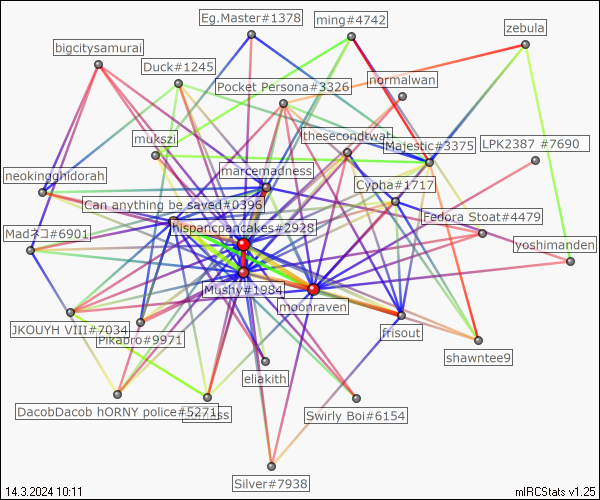 Eg.Master#1378
ming#4742
zebula
bigcitysamurai
Duck#1245
normalwan
Pocket Persona#3326
mukszi
thesecondtwat
Majestic#3375
LPK2387 #7690
neokingghidorah
marcemadness
Cypha#1717
Can anything be saved#0396
Fedora Stoat#4479
Madネコ#6901
hispancpancakes#2928
yoshimanden
Mushy#1984
moonraven
JKOUYH VIII#7034
Pikabro#9971
frisout
shawntee9
eliakith
DacobDacob hORNY police#5271
Swirly Boi#6154
Silver#7938
14.3.2024 10:11
mIRCStats v1.25